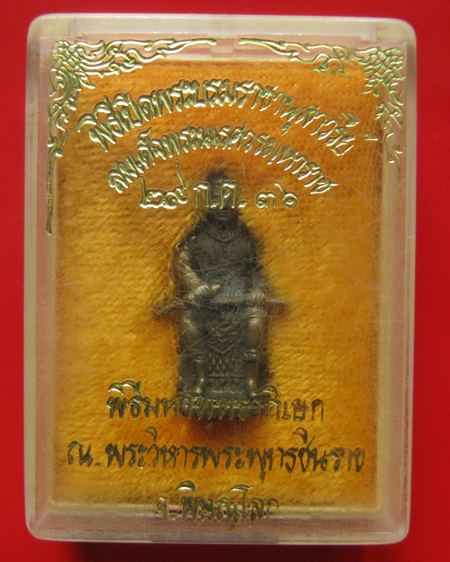 พิธีเปิดพระบรมราชานุสาวรีย์
สมเด็จพระนเรศวรมหาราช
๒๙ ก.ค. ๓๖
พิธีมหาพุทธาภิเษก
ณ. พระวิหารพระพุทธชินราช
จ. พิษณุโลก